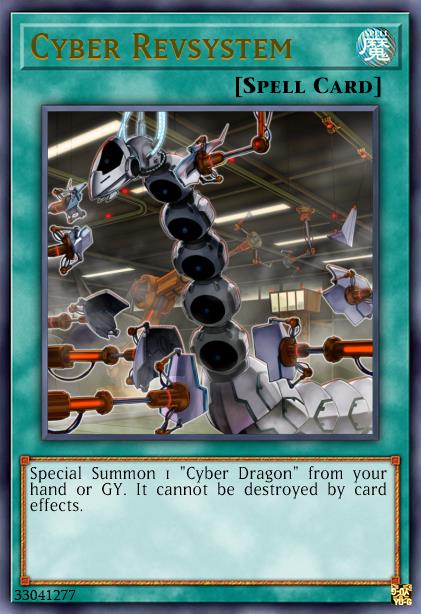 Cyber Revsystem
SPELL
魔
[Spell Card]
Special Summon 1 "Cyber Dragon" from your
hand or GY. It cannot be destroyed by card
effects.
33041277